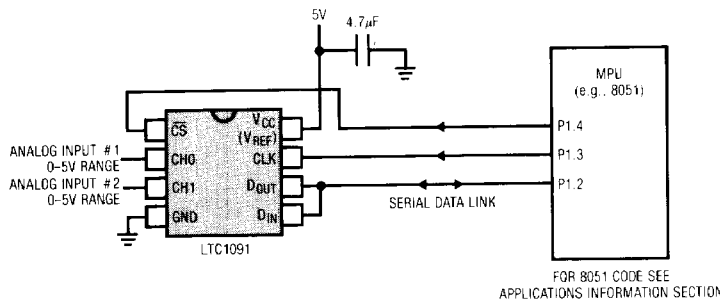 5V
4.7µF
MPU
(e.g., 8051)
P1.4
P1.3
P1.2
C̅S̅
CH0
CH1
GND
VCC
(VREF)
CLK
DOUT
DIN
ANALOG INPUT #1
0–5V RANGE
ANALOG INPUT #2
0–5V RANGE
LTC1091
SERIAL DATA LINK
FOR 8051 CODE SEE
APPLICATIONS INFORMATION SECTION